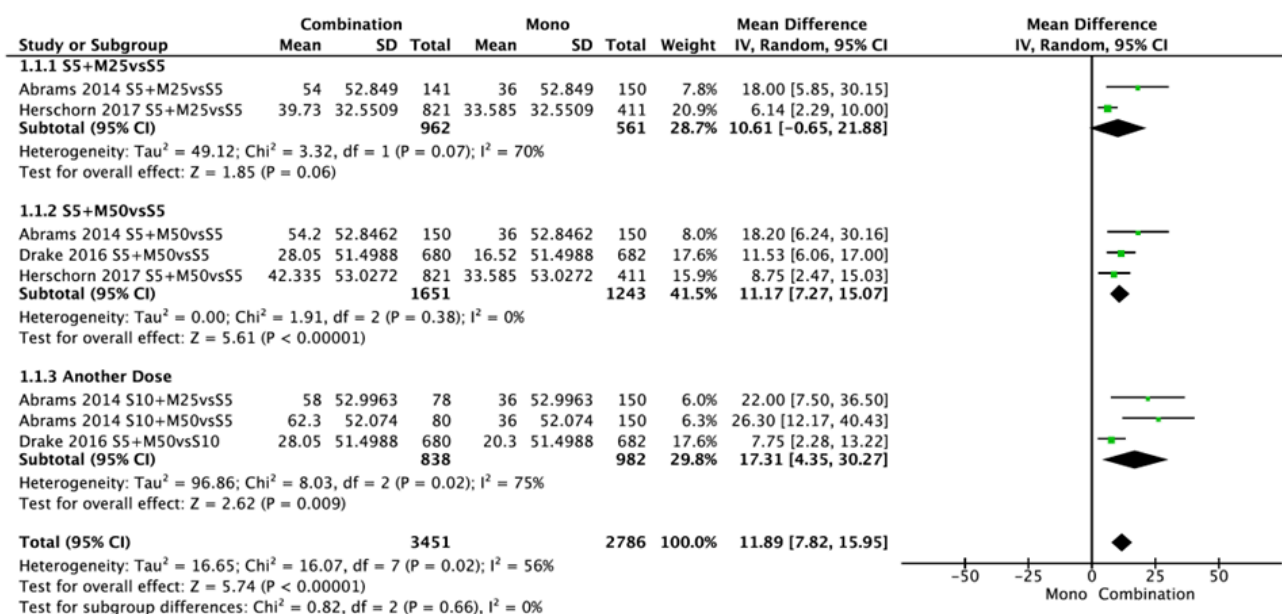 Combination Mono Mean Difference Mean Difference
Study or Subgroup Mean SD Total Mean SD Total Weight IV, Random, 95% CI IV, Random, 95% CI
1.1.1 S5+M25vsS5
Abrams 2014 S5+M25vsS5 54 52.849 141 36 52.849 150 7.8% 18.00 [5.85, 30.15]
Herschorn 2017 S5+M25vsS5 39.73 32.5509 821 33.585 32.5509 411 20.9% 6.14 [2.29, 10.00]
Subtotal (95% CI) 962 561 28.7% 10.61 [-0.65, 21.88]
Heterogeneity: Tau² = 49.12; Chi² = 3.32, df = 1 (P = 0.07); I² = 70%
Test for overall effect: Z = 1.85 (P = 0.06)
1.1.2 S5+M50vsS5
Abrams 2014 S5+M50vsS5 54.2 52.8462 150 36 52.8462 150 8.0% 18.20 [6.24, 30.16]
Drake 2016 S5+M50vsS5 28.05 51.4988 680 16.52 51.4988 682 17.6% 11.53 [6.06, 17.00]
Herschorn 2017 S5+M50vsS5 42.335 53.0272 821 33.585 53.0272 411 15.9% 8.75 [2.47, 15.03]
Subtotal (95% CI) 1651 1243 41.5% 11.17 [7.27, 15.07]
Heterogeneity: Tau² = 0.00; Chi² = 1.91, df = 2 (P = 0.38); I² = 0%
Test for overall effect: Z = 5.61 (P < 0.00001)
1.1.3 Another Dose
Abrams 2014 S10+M25vsS5 58 52.9963 78 36 52.9963 150 6.0% 22.00 [7.50, 36.50]
Abrams 2014 S10+M50vsS5 62.3 52.074 80 36 52.074 150 6.3% 26.30 [12.17, 40.43]
Drake 2016 S5+M50vsS10 28.05 51.4988 680 20.3 51.4988 682 17.6% 7.75 [2.28, 13.22]
Subtotal (95% CI) 838 982 29.8% 17.31 [4.35, 30.27]
Heterogeneity: Tau² = 96.86; Chi² = 8.03, df = 2 (P = 0.02); I² = 75%
Test for overall effect: Z = 2.62 (P = 0.009)
Total (95% CI) 3451 2786 100.0% 11.89 [7.82, 15.95]
Heterogeneity: Tau² = 16.65; Chi² = 16.07, df = 7 (P = 0.02); I² = 56%
Test for overall effect: Z = 5.74 (P < 0.00001)
Test for subgroup differences: Chi² = 0.82, df = 2 (P = 0.66), I² = 0%
-50 -25 0 25 50
Mono Combination